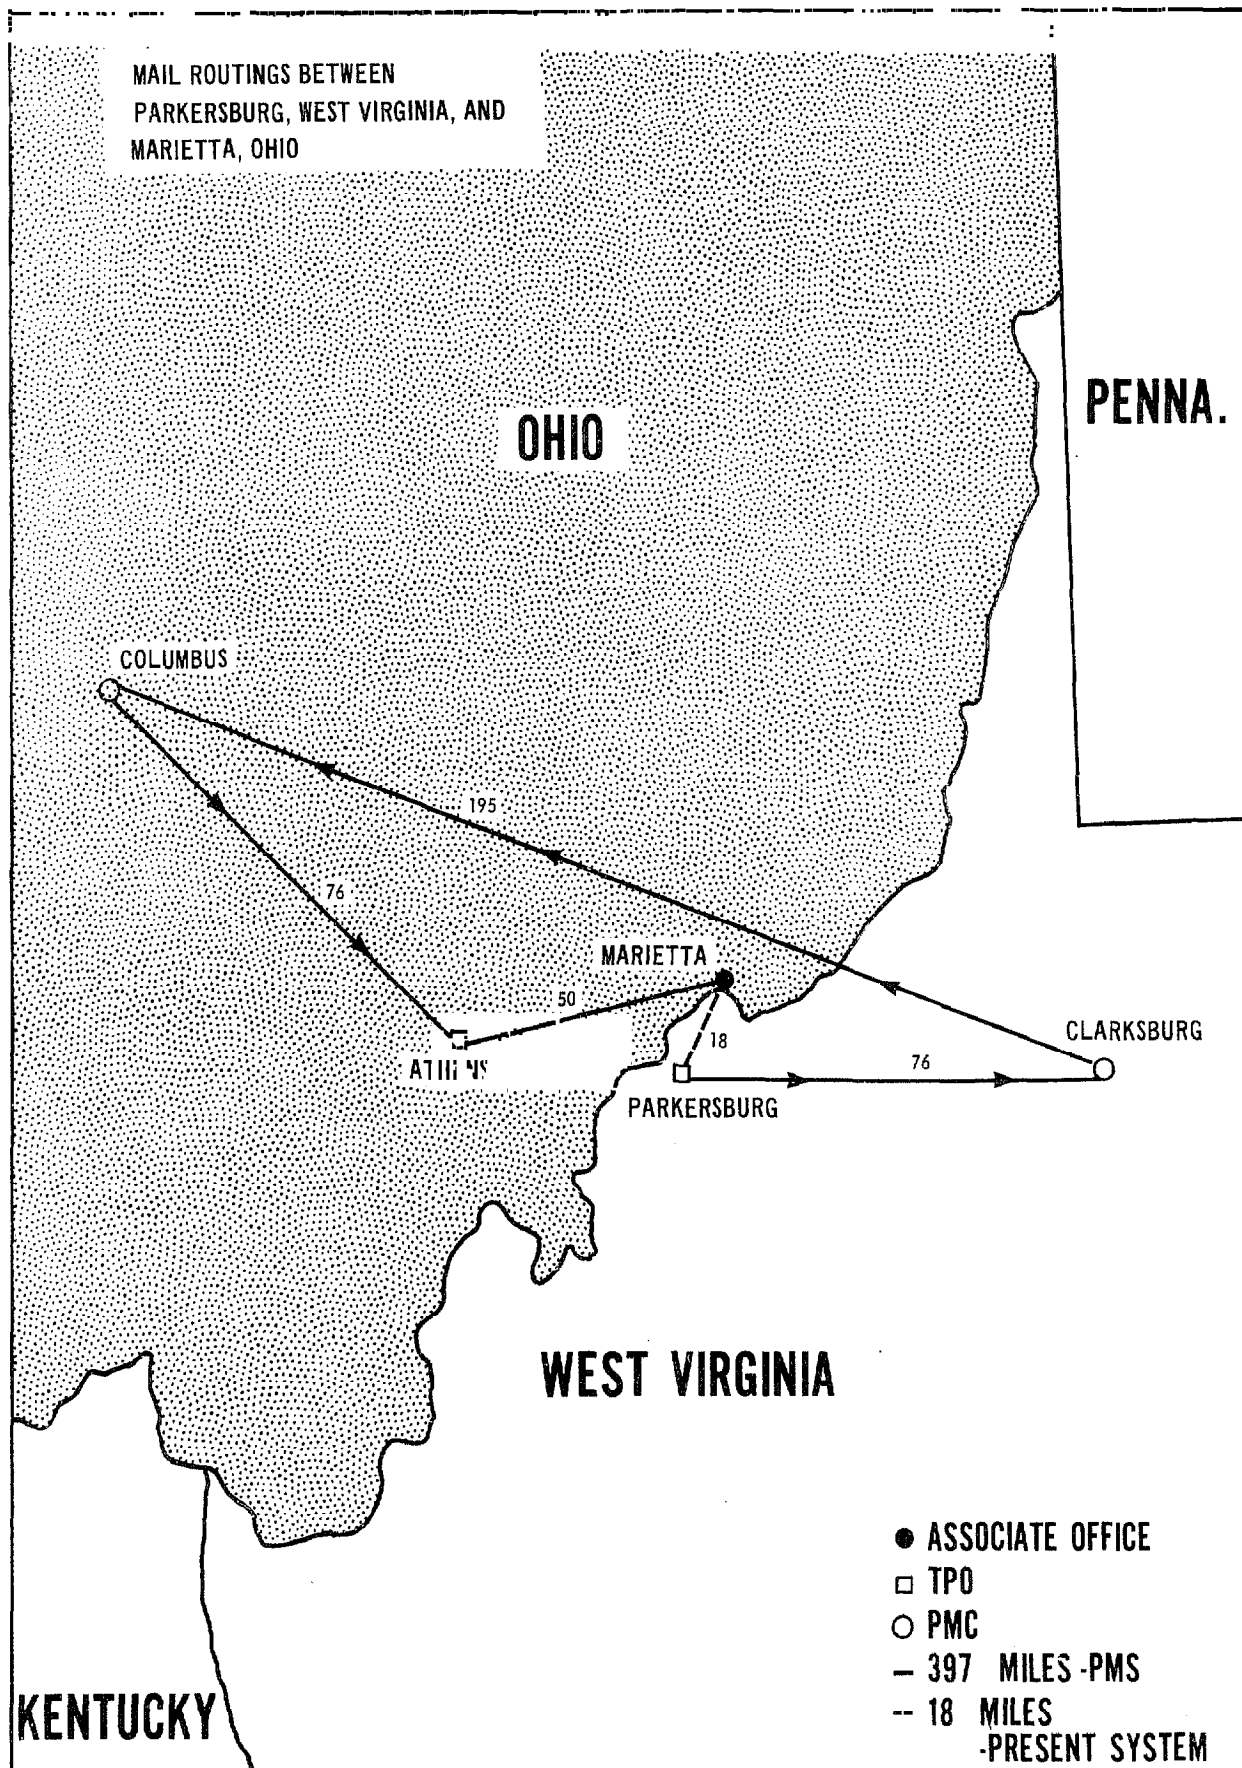 MAIL ROUTINGS BETWEEN
PARKERSBURG, WEST VIRGINIA, AND
MARIETTA, OHIO
PENNA.
OHIO
COLUMBUS
195
76
MARIETTA
50
18
CLARKSBURG
76
PARKERSBURG
WEST VIRGINIA
ASSOCIATE OFFICE
TPO
PMC
— 397 MILES -PMS
-- 18 MILES
-PRESENT SYSTEM
KENTUCKY